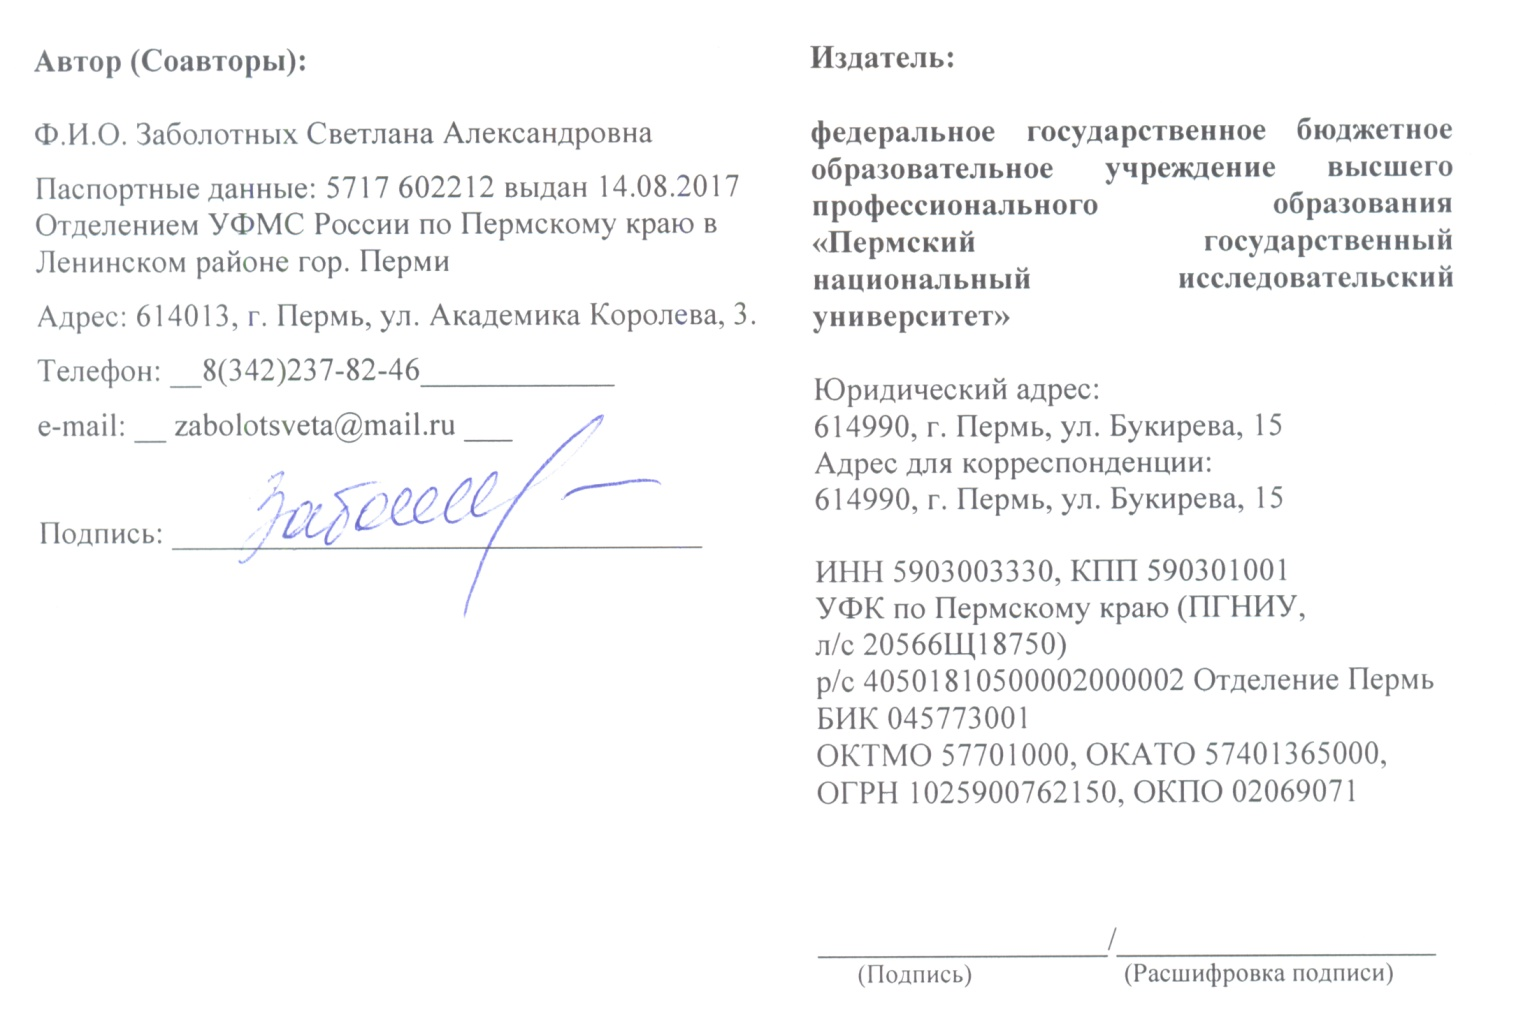 Автор (Соавторы):
Ф.И.О. Заболотных Светлана Александровна
Паспортные данные: 5717 602212 выдан 14.08.2017
Отделением УФМС России по Пермскому краю в
Ленинском районе гор. Перми
Адрес: 614013, г. Пермь, ул. Академика Королева, 3.
Телефон: __8(342)237-82-46____________
e-mail: __ zabolotsveta@mail.ru ___
Подпись: _________________________________
Издатель:
федеральное государственное бюджетное
образовательное учреждение высшего
профессионального образования
«Пермский государственный
национальный исследовательский
университет»
Юридический адрес:
614990, г. Пермь, ул. Букирева, 15
Адрес для корреспонденции:
614990, г. Пермь, ул. Букирева, 15
ИНН 5903003330, КПП 590301001
УФК по Пермскому краю (ПГНИУ,
л/с 20566Щ18750)
р/с 40501810500002000002 Отделение Пермь
БИК 045773001
ОКТМО 57701000, ОКАТО 57401365000,
ОГРН 1025900762150, ОКПО 02069071
__________________/____________________
(Подпись) (Расшифровка подписи)